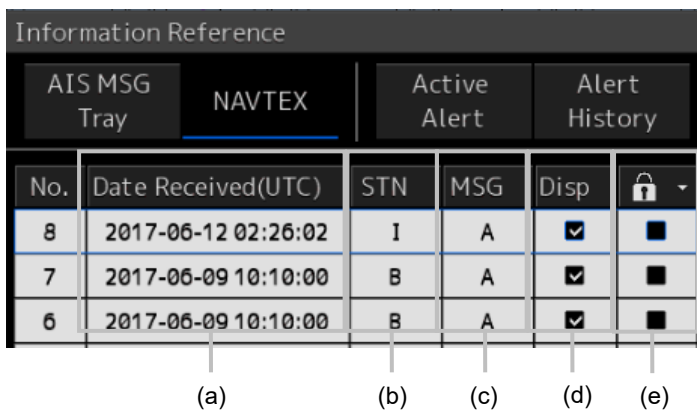 Information Reference
AIS MSG Tray NAVTEX Active Alert Alert History
No. Date Received(UTC) STN MSG Disp
8 2017-06-12 02:26:02 I A
7 2017-06-09 10:10:00 B A
6 2017-06-09 10:10:00 B A
(a) (b) (c) (d) (e)